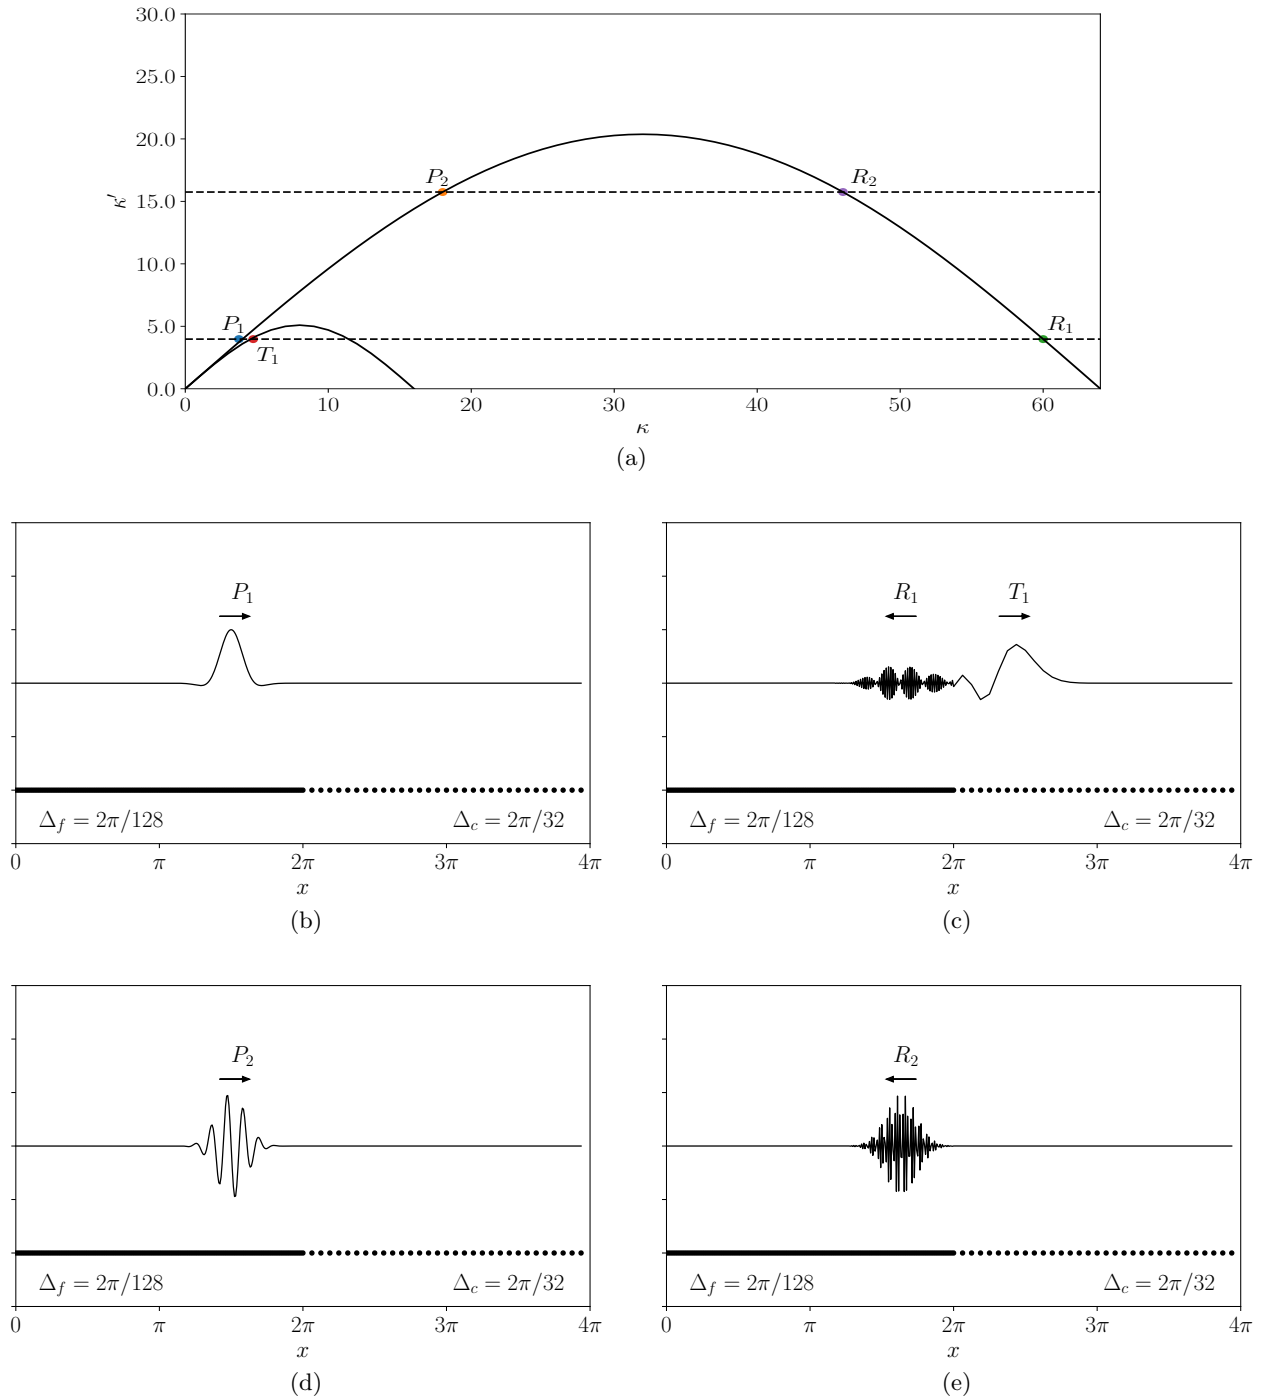 30.0
25.0
20.0
15.0
10.0
5.0
0.0
κ′
P₂
R₂
P₁
T₁
R₁
0 10 20 30 40 50 60
κ
(a)
P₁
Δf = 2π/128 Δc = 2π/32
0 π 2π 3π 4π
x
(b)
R₁ T₁
Δf = 2π/128 Δc = 2π/32
0 π 2π 3π 4π
x
(c)
P₂
Δf = 2π/128 Δc = 2π/32
0 π 2π 3π 4π
x
(d)
R₂
Δf = 2π/128 Δc = 2π/32
0 π 2π 3π 4π
x
(e)